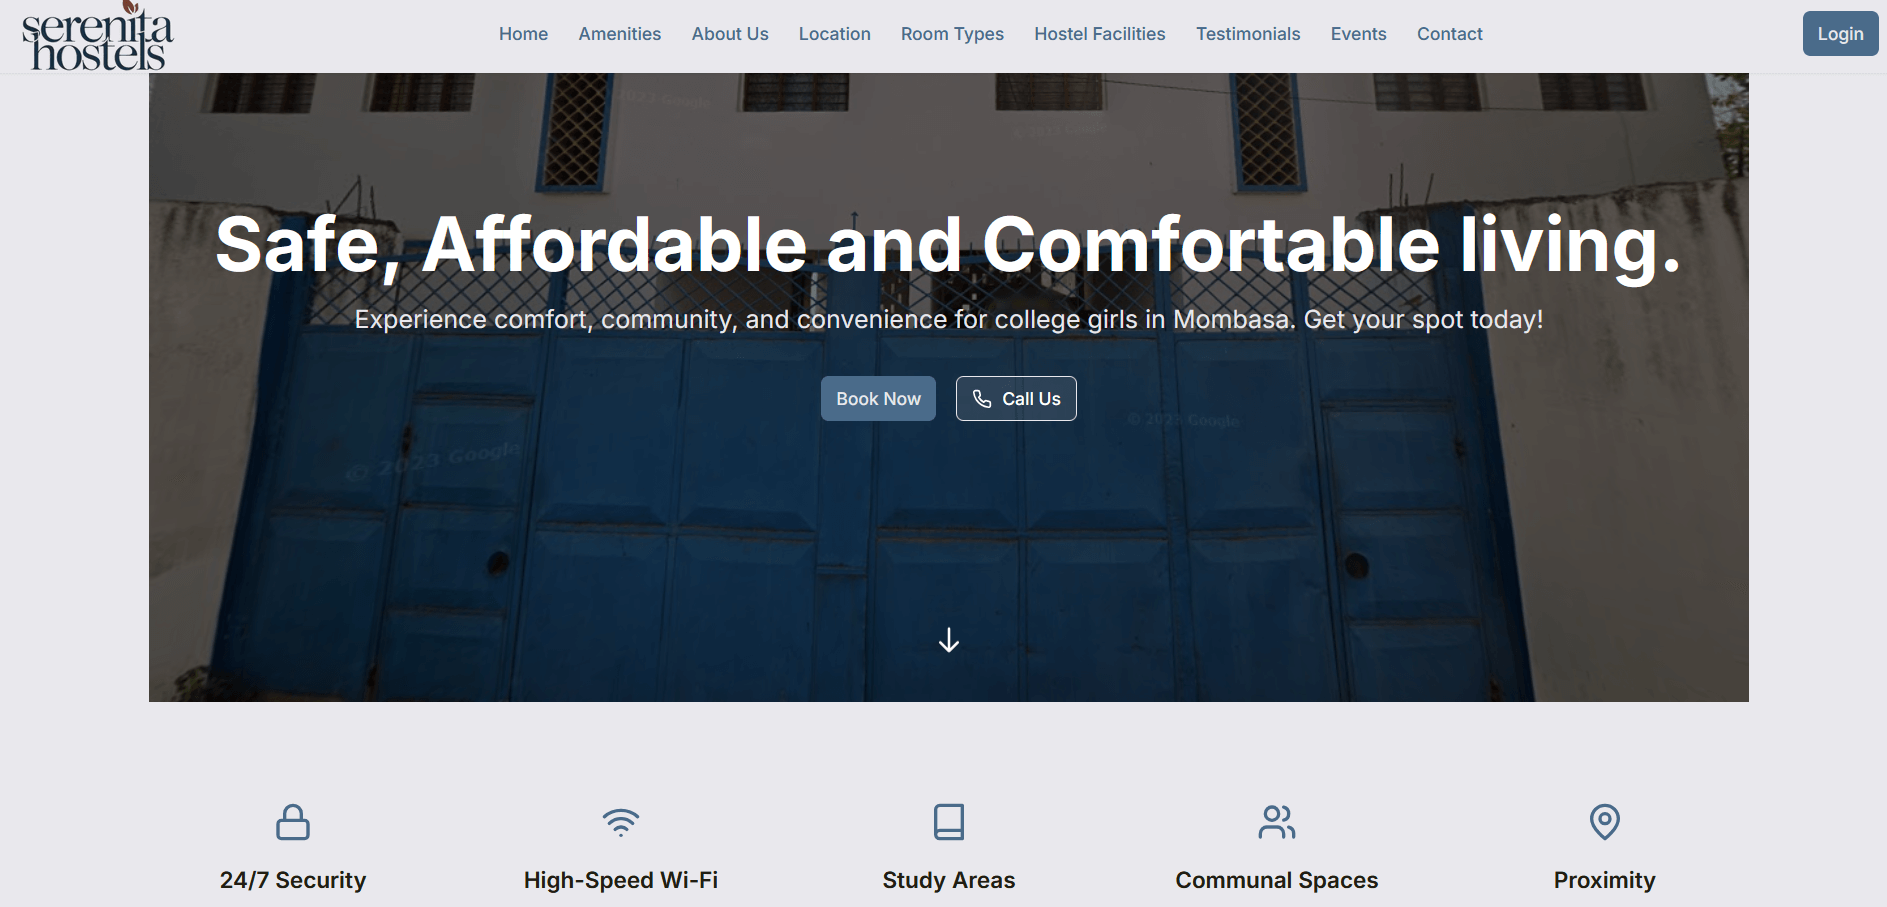 serenita
hostels
Home
Amenities
About Us
Location
Room Types
Hostel Facilities
Testimonials
Events
Contact
Login
© 2023 Google
© 2023 Google
Safe, Affordable and Comfortable living.
Experience comfort, community, and convenience for college girls in Mombasa. Get your spot today!
Book Now
Call Us
© 2023 Google
© 2023 Google
24/7 Security
High-Speed Wi-Fi
Study Areas
Communal Spaces
Proximity